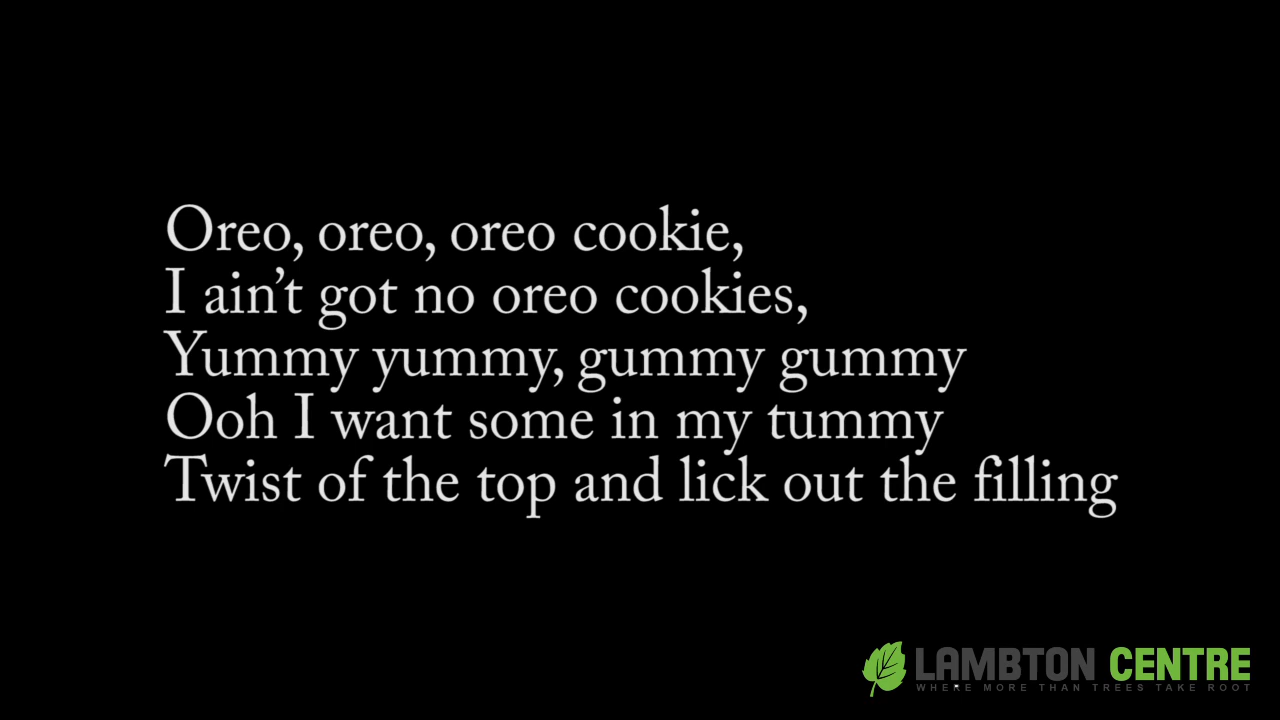 Oreo, oreo, oreo cookie,
I ain’t got no oreo cookies,
Yummy yummy, gummy gummy
Ooh I want some in my tummy
Twist of the top and lick out the filling
LAMBTON CENTRE
WHERE MORE THAN TREES TAKE ROOT